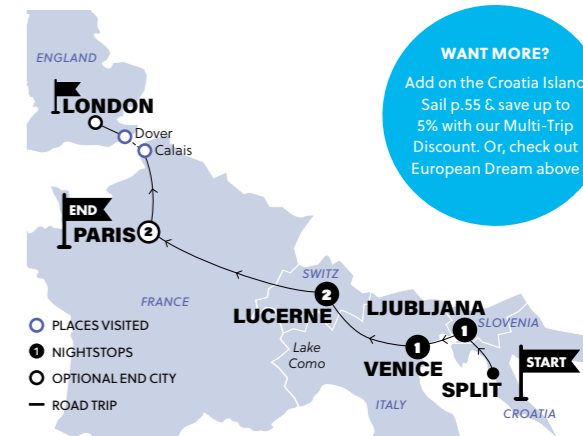 ENGLAND
LONDON
Dover
Calais
WANT MORE?
Add on the Croatia Island
Sail p.55 & save up to
5% with our Multi-Trip
Discount. Or, check out
European Dream above
END
PARIS
2
SWITZ
2
LUCERNE
FRANCE
LJUBLJANA
1
SLOVENIA
Lake
Como
1
VENICE
START
SPLIT
ITALY
CROATIA
PLACES VISITED
1 NIGHTSTOPS
OPTIONAL END CITY
ROAD TRIP